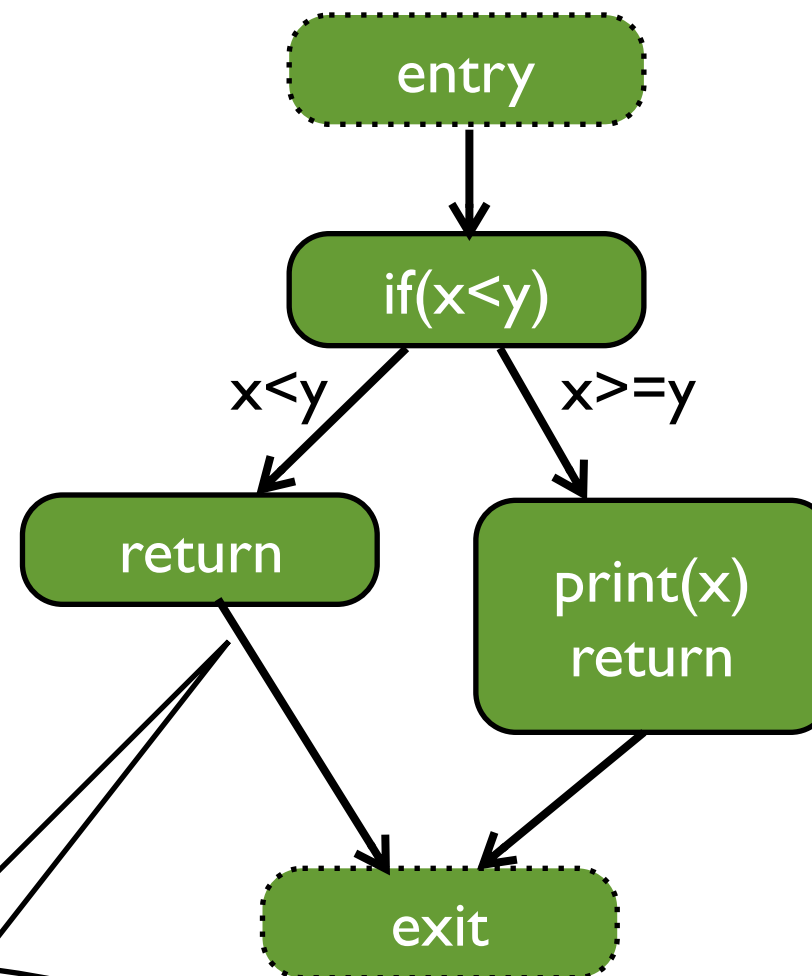 entry
if(x<y)
x<y
x>=y
return
print(x)
return
exit